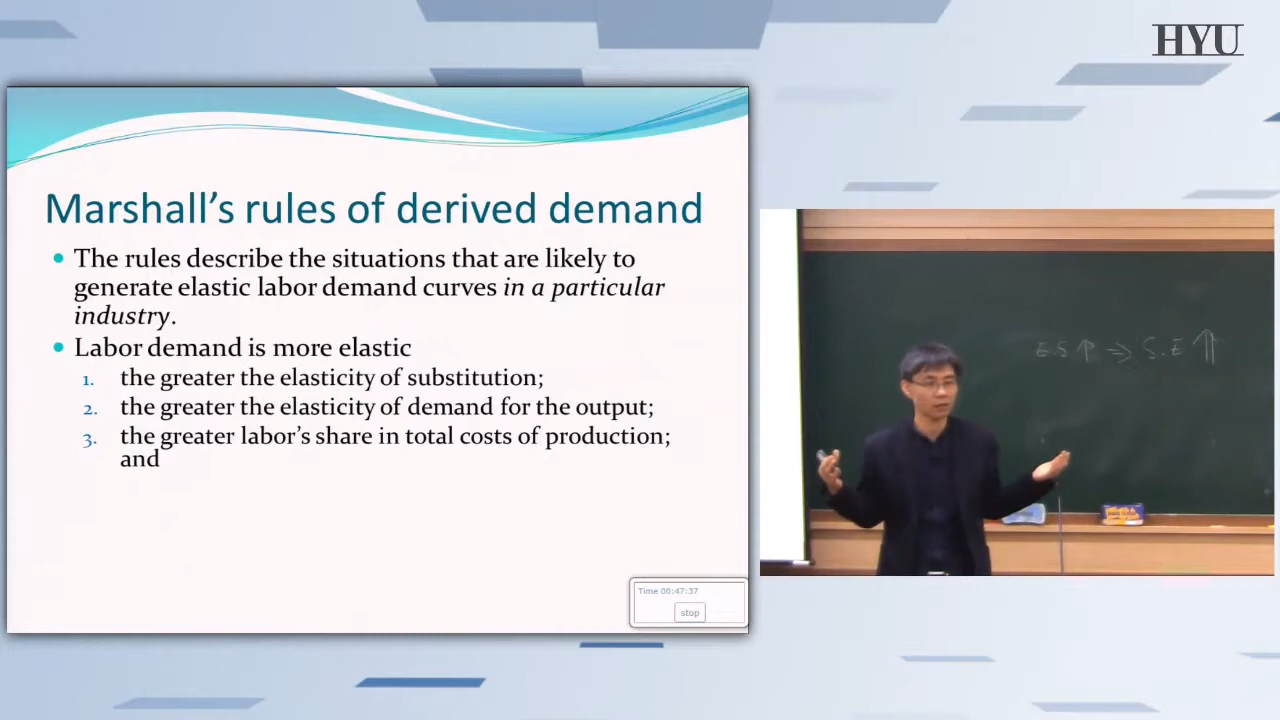 HYU
Marshall's rules of derived demand
• The rules describe the situations that are likely to
generate elastic labor demand curves in a particular
industry.
• Labor demand is more elastic
1. the greater the elasticity of substitution;
2. the greater the elasticity of demand for the output;
3. the greater labor's share in total costs of production;
and
Time 00:47:37
stop
E.S ↑ → S.E ⇑